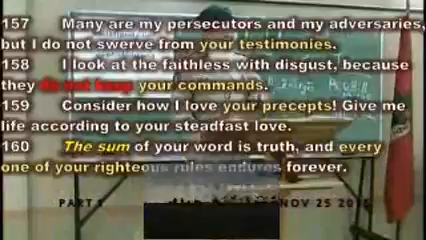 157 Many are my persecutors and my adversaries,
but I do not swerve from your testimonies.
158 I look at the faithless with disgust, because
they do not keep your commands.
159 Consider how I love your precepts! Give me
life according to your steadfast love.
160 The sum of your word is truth, and every
one of your righteous rules endures forever.
PART 1
NOV 25